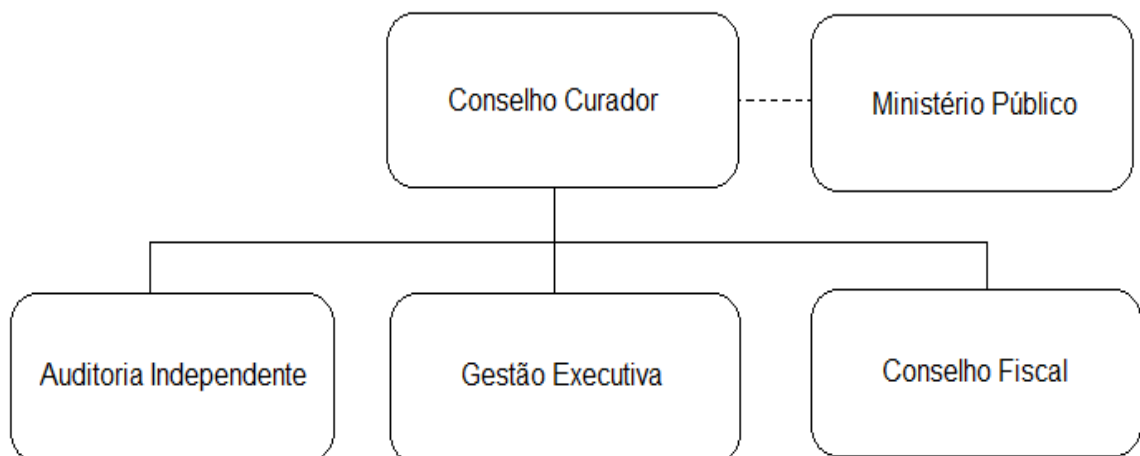 Conselho Curador
Ministério Público
Auditoria Independente
Gestão Executiva
Conselho Fiscal